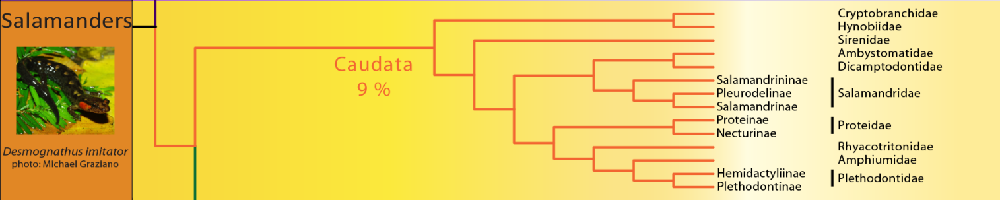 Salamanders
Desmognathus imitator
photo: Michael Graziano
Caudata
9 %
Cryptobranchidae
Hynobiidae
Sirenidae
Ambystomatidae
Dicamptodontidae
Salamandrininae
Pleurodelinae
Salamandrinae
Salamandridae
Proteinae
Necturinae
Proteidae
Rhyacotritonidae
Amphiumidae
Hemidactyliinae
Plethodontinae
Plethodontidae